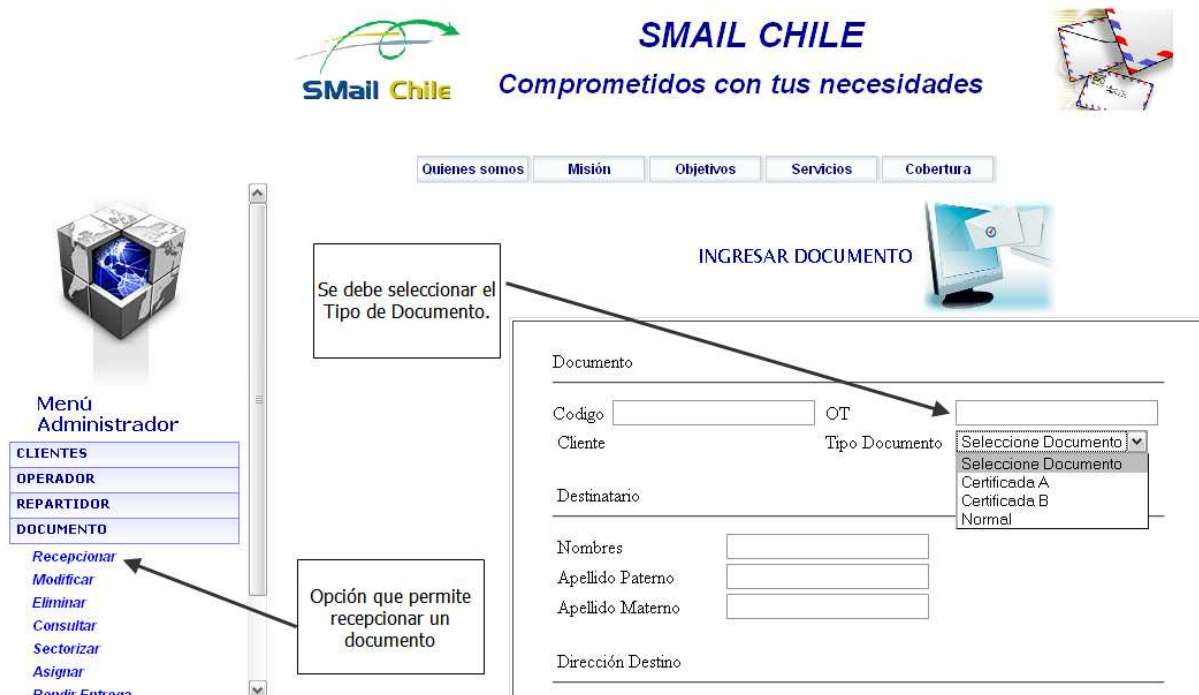 SMail Chile
SMAIL CHILE
Comprometidos con tus necesidades
Quienes somos
Misión
Objetivos
Servicios
Cobertura
INGRESAR DOCUMENTO
Se debe seleccionar el
Tipo de Documento.
Menú
Administrador
CLIENTES
OPERADOR
REPARTIDOR
DOCUMENTO
Recepcionar
Modificar
Eliminar
Consultar
Sectorizar
Asignar
Rendir Entrega
Opción que permite
recepcionar un
documento
Documento
Codigo
OT
Cliente
Tipo Documento
Seleccione Documento
Seleccione Documento
Certificada A
Certificada B
Normal
Destinatario
Nombres
Apellido Paterno
Apellido Materno
Dirección Destino